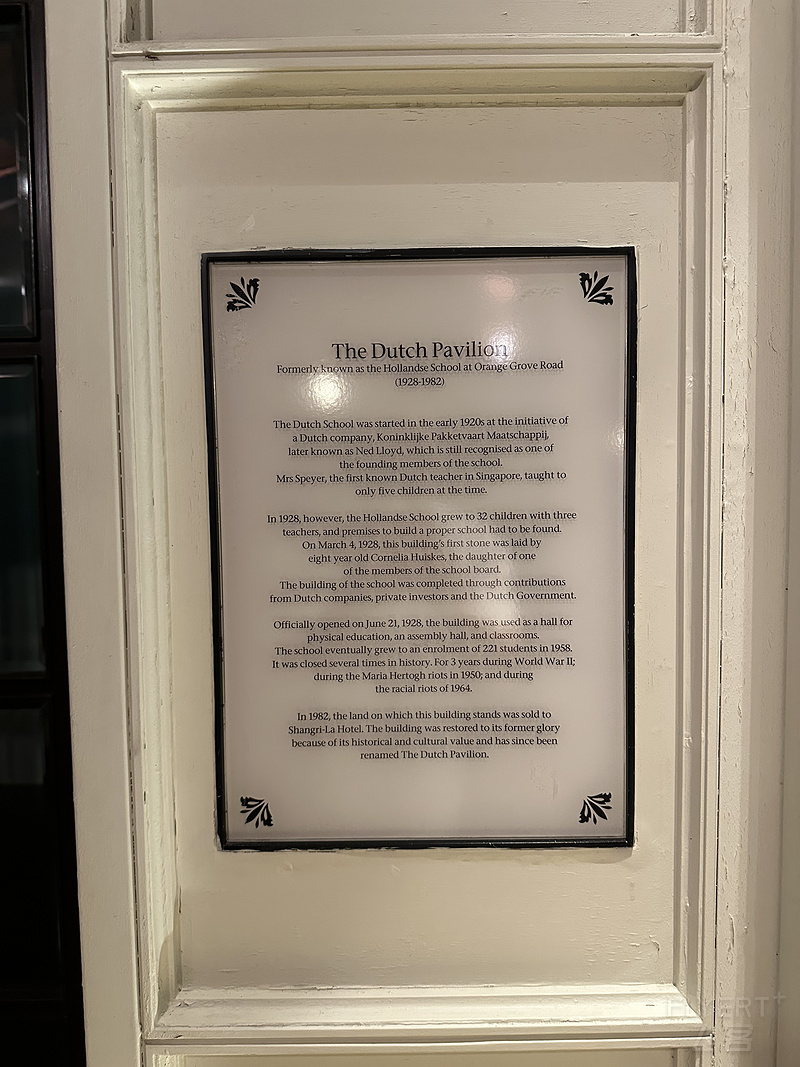 The Dutch Pavilion
Formerly known as the Hollandse School at Orange Grove Road
(1928-1982)
The Dutch School was started in the early 1920s at the initiative of
a Dutch company, Koninklijke Pakketvaart Maatschappij,
later known as Ned Lloyd, which is still recognised as one of
the founding members of the school.
Mrs Speyer, the first known Dutch teacher in Singapore, taught to
only five children at the time.
In 1928, however, the Hollandse School grew to 32 children with three
teachers, and premises to build a proper school had to be found.
On March 4, 1928, this building's first stone was laid by
eight year old Cornelia Huiskes, the daughter of one
of the members of the school board.
The building of the school was completed through contributions
from Dutch companies, private investors and the Dutch Government.
Officially opened on June 21, 1928, the building was used as a hall for
physical education, an assembly hall, and classrooms.
The school eventually grew to an enrolment of 221 students in 1958.
It was closed several times in history. For 3 years during World War II;
during the Maria Hertogh riots in 1950; and during
the racial riots of 1964.
In 1982, the land on which this building stands was sold to
Shangri-La Hotel. The building was restored to its former glory
because of its historical and cultural value and has since been
renamed The Dutch Pavilion.